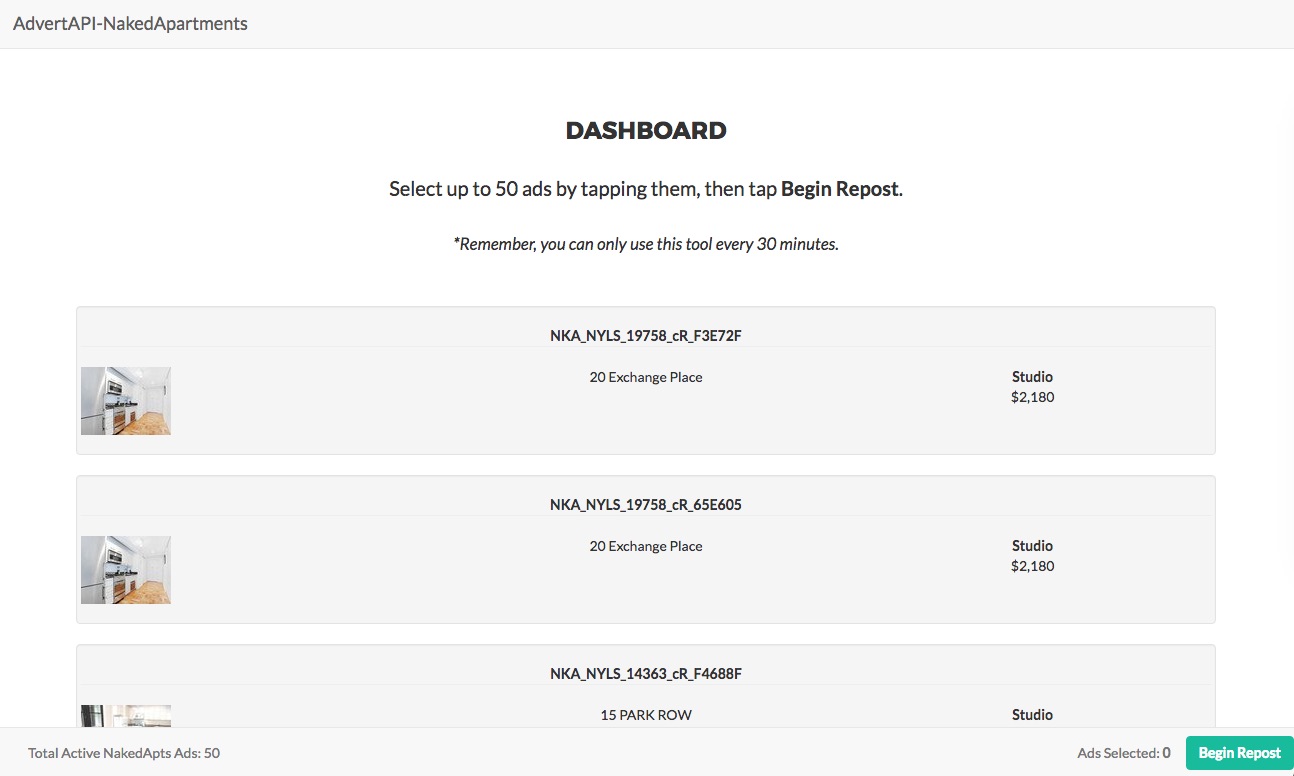 AdvertAPI-NakedApartments
DASHBOARD
Select up to 50 ads by tapping them, then tap Begin Repost.
*Remember, you can only use this tool every 30 minutes.
NKA_NYLS_19758_cR_F3E72F
20 Exchange Place
Studio
$2,180
NKA_NYLS_19758_cR_65E605
20 Exchange Place
Studio
$2,180
NKA_NYLS_14363_cR_F4688F
15 PARK ROW
Studio
Total Active NakedApts Ads: 50
Ads Selected: 0
Begin Repost